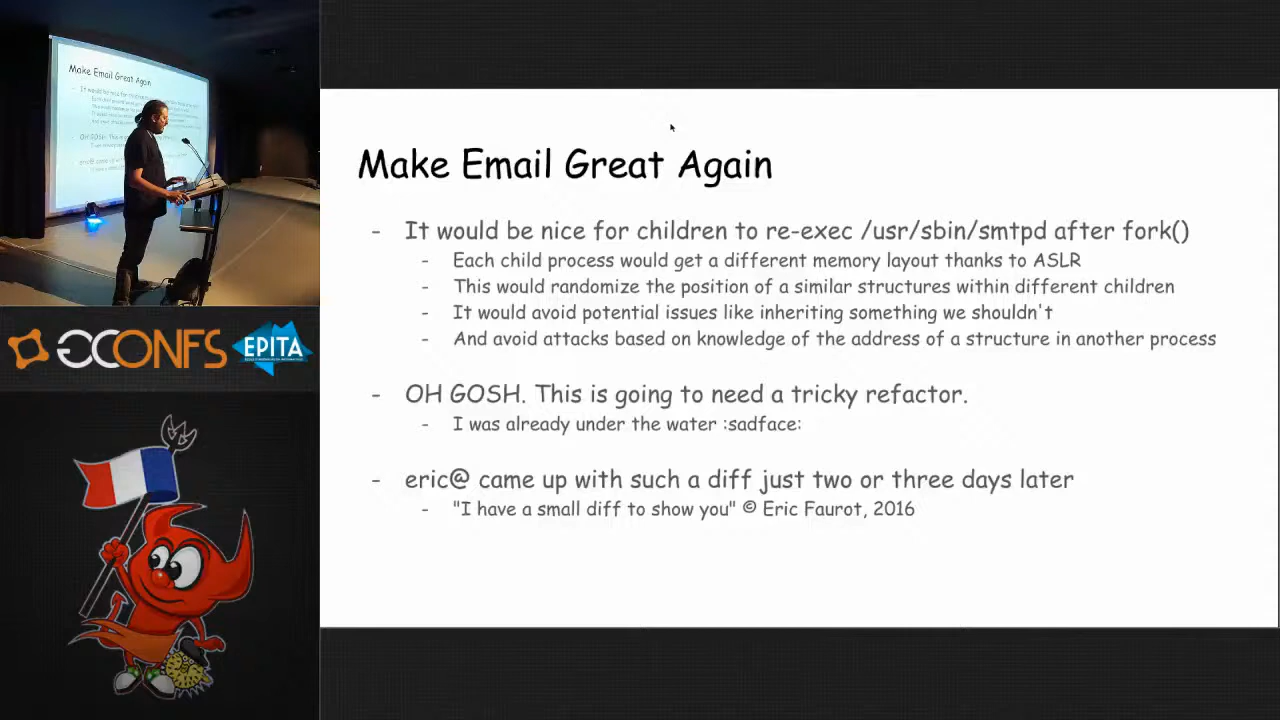 Make Email Great Again
- It would be nice for children to re-exec /usr/sbin/smtpd after fork()
- Each child process would get a different memory layout thanks to ASLR
- This would randomize the position of a similar structures within different children
- It would avoid potential issues like inheriting something we shouldn't
- And avoid attacks based on knowledge of the address of a structure in another process
- OH GOSH. This is going to need a tricky refactor.
- I was already under the water :sadface:
- eric@ came up with such a diff just two or three days later
- "I have a small diff to show you" © Eric Faurot, 2016
Make Email Great Again
GCONFS
EPITA